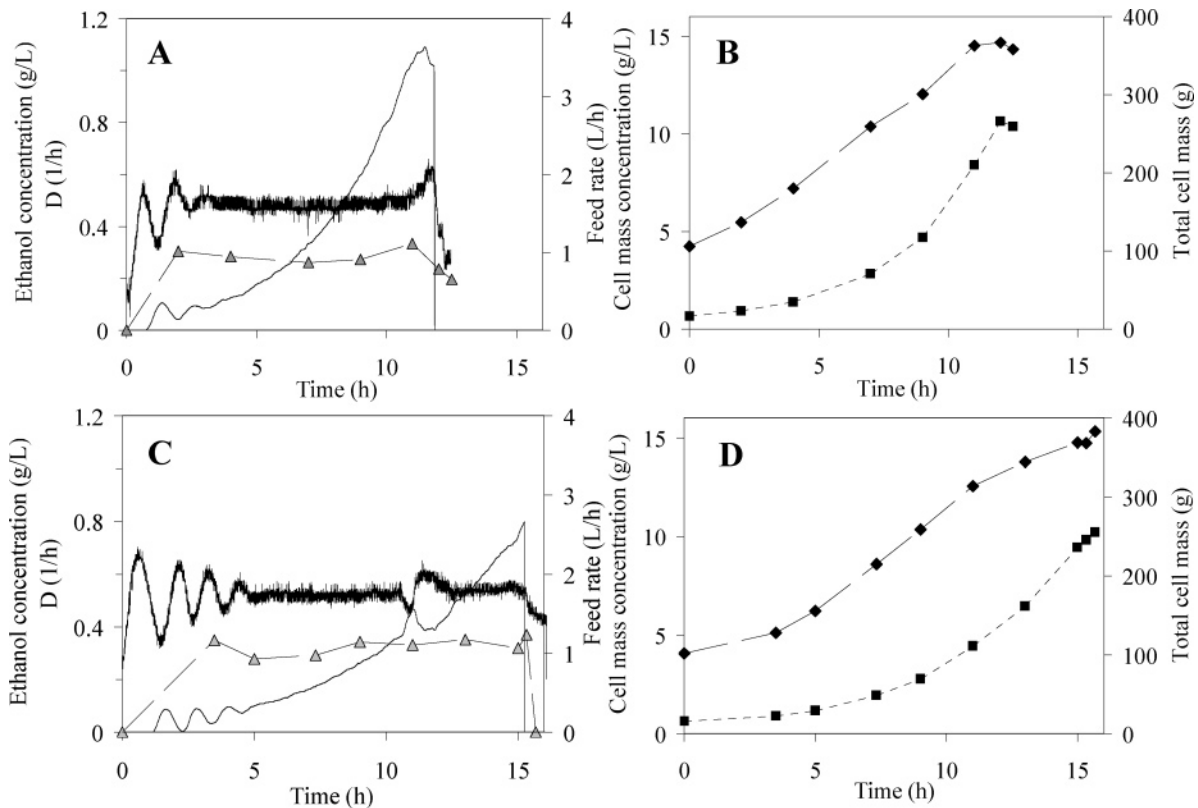 A
Ethanol concentration (g/L)
D (1/h)
1.2
0.8
0.4
0
4
3
2
1
0
Feed rate (L/h)
0 5 10 15
Time (h)
B
Cell mass concentration (g/L)
15
10
5
0
400
300
200
100
0
Total cell mass (g)
0 5 10 15
Time (h)
C
Ethanol concentration (g/L)
D (1/h)
1.2
0.8
0.4
0
4
3
2
1
0
Feed rate (L/h)
0 5 10 15
Time (h)
D
Cell mass concentration (g/L)
15
10
5
0
400
300
200
100
0
Total cell mass (g)
0 5 10 15
Time (h)